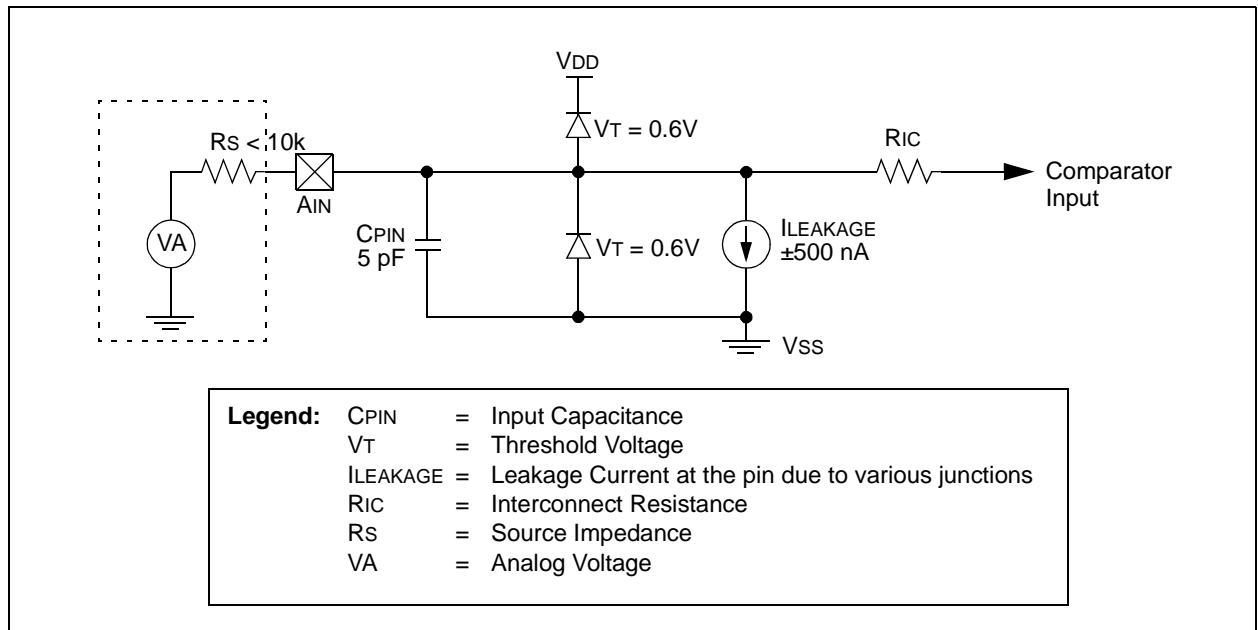 VDD
VT = 0.6V
RS < 10k
RIC
AIN
Comparator
Input
VA
CPIN
5 pF
VT = 0.6V
ILEAKAGE
±500 nA
VSS
Legend: CPIN = Input Capacitance
VT = Threshold Voltage
ILEAKAGE = Leakage Current at the pin due to various junctions
RIC = Interconnect Resistance
RS = Source Impedance
VA = Analog Voltage